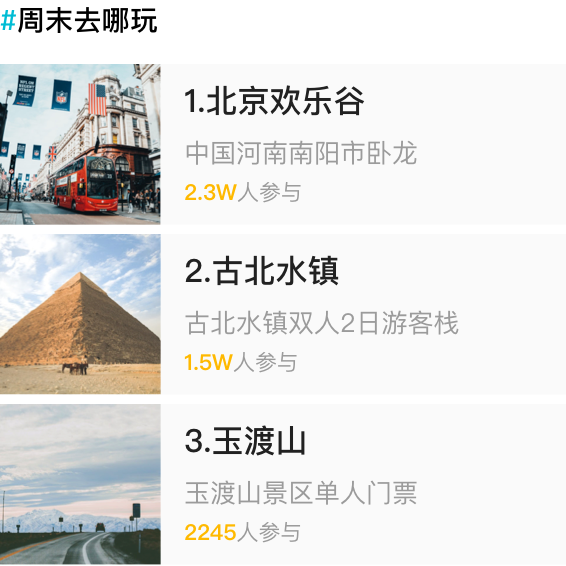 #周末去哪玩
1.北京欢乐谷
中国河南南阳市卧龙
2.3W人参与
2.古北水镇
古北水镇双人2日游客栈
1.5W人参与
3.玉渡山
玉渡山景区单人门票
2245人参与